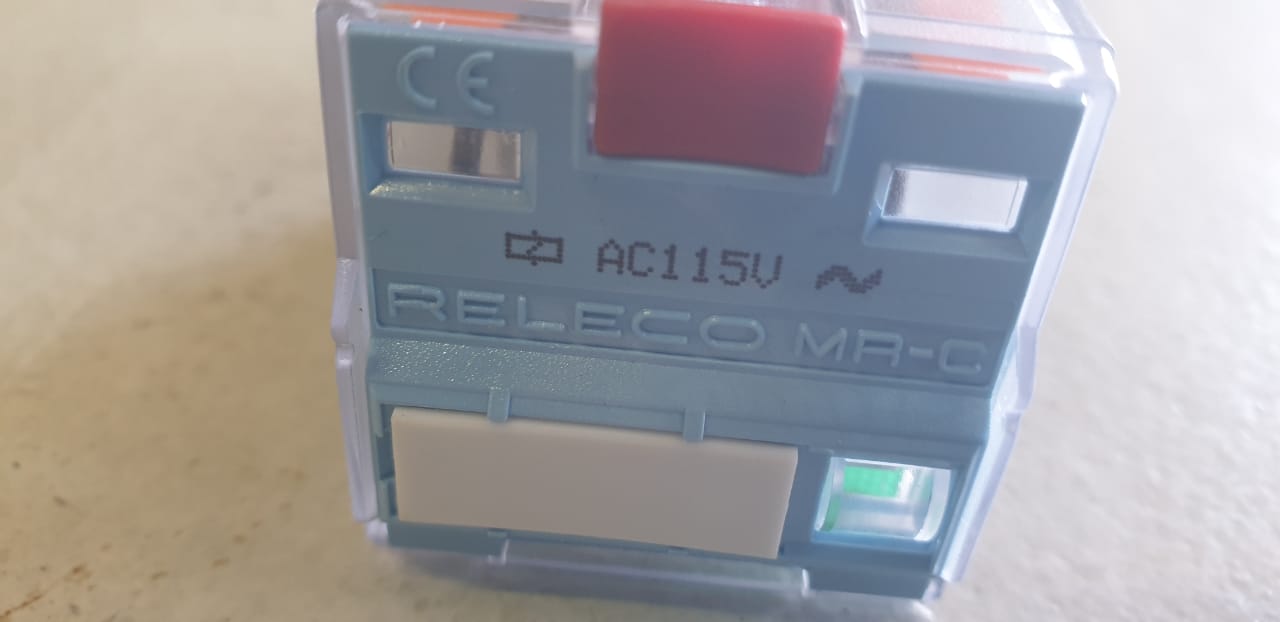 CE
AC115V
RELECO MR-C